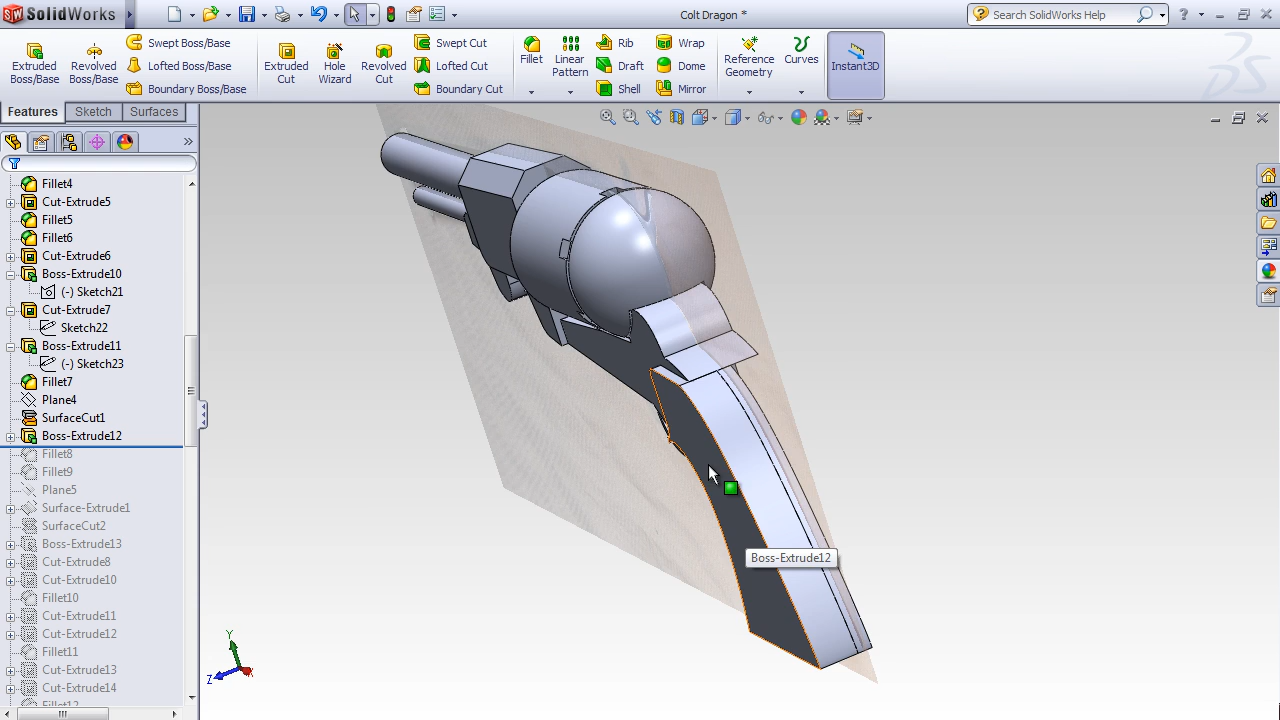 SolidWorks
Colt Dragon *
Search SolidWorks Help
Extruded Boss/Base
Revolved Boss/Base
Swept Boss/Base
Lofted Boss/Base
Boundary Boss/Base
Extruded Cut
Hole Wizard
Revolved Cut
Swept Cut
Lofted Cut
Boundary Cut
Fillet
Linear Pattern
Rib
Draft
Shell
Wrap
Dome
Mirror
Reference Geometry
Curves
Instant3D
Features
Sketch
Surfaces
Fillet4
Cut-Extrude5
Fillet5
Fillet6
Cut-Extrude6
Boss-Extrude10
(-) Sketch21
Cut-Extrude7
Sketch22
Boss-Extrude11
(-) Sketch23
Fillet7
Plane4
SurfaceCut1
Boss-Extrude12
Fillet8
Fillet9
Plane5
Surface-Extrude1
SurfaceCut2
Boss-Extrude13
Cut-Extrude8
Cut-Extrude10
Fillet10
Cut-Extrude11
Cut-Extrude12
Fillet11
Cut-Extrude13
Cut-Extrude14
Fillet12
Boss-Extrude12
Y
Z
X